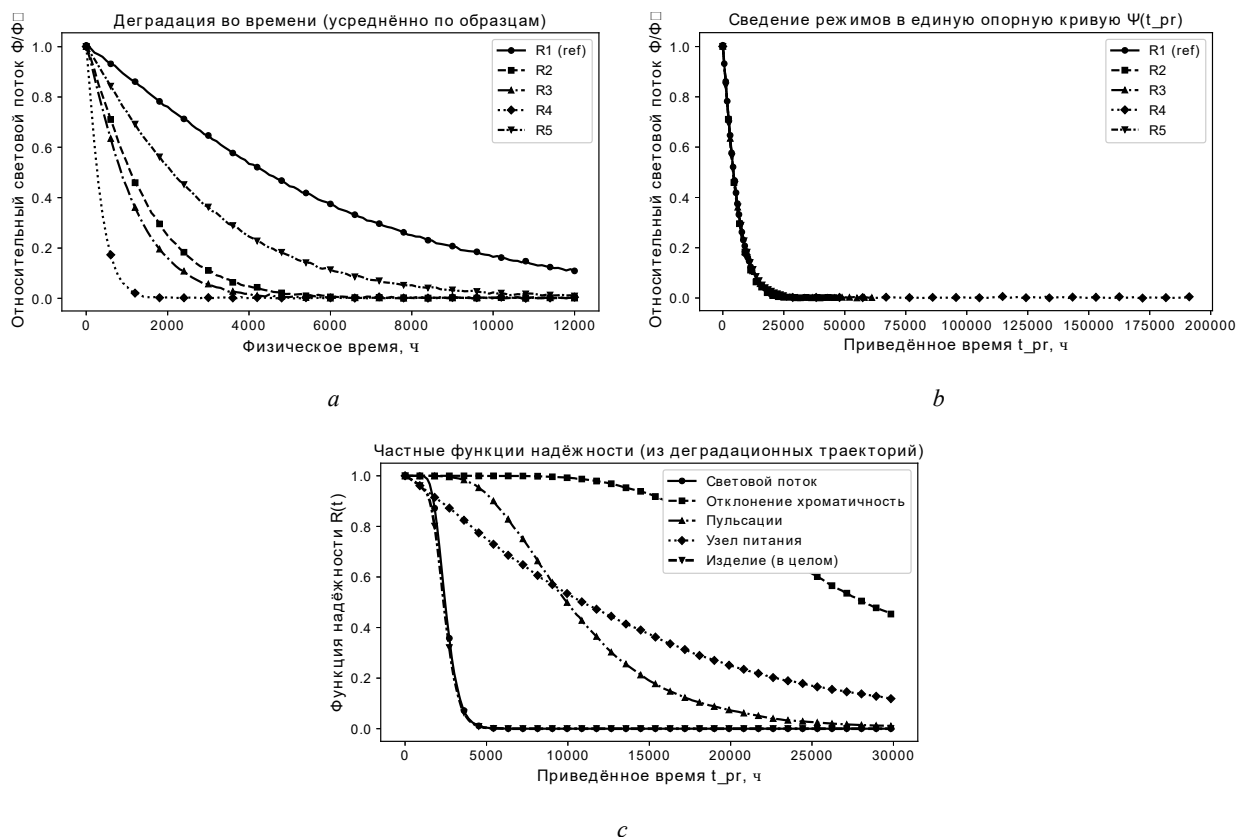 Деградация во времени (усреднённо по образцам)
Относительный световой поток Ф/Ф□
1.0
0.8
0.6
0.4
0.2
0.0
R1 (ref)
R2
R3
R4
R5
0 2000 4000 6000 8000 10000 12000
Физическое время, ч
a
Сведение режимов в единую опорную кривую Ψ(t_pr)
Относительный световой поток Ф/Ф□
1.0
0.8
0.6
0.4
0.2
0.0
R1 (ref)
R2
R3
R4
R5
0 25000 50000 75000 100000 125000 150000 175000 200000
Приведённое время t_pr, ч
b
Частные функции надёжности (из деградационных траекторий)
Функция надёжности R(t)
1.0
0.8
0.6
0.4
0.2
0.0
Световой поток
Отклонение хроматичность
Пульсации
Узел питания
Изделие (в целом)
0 5000 10000 15000 20000 25000 30000
Приведённое время t_pr, ч
c